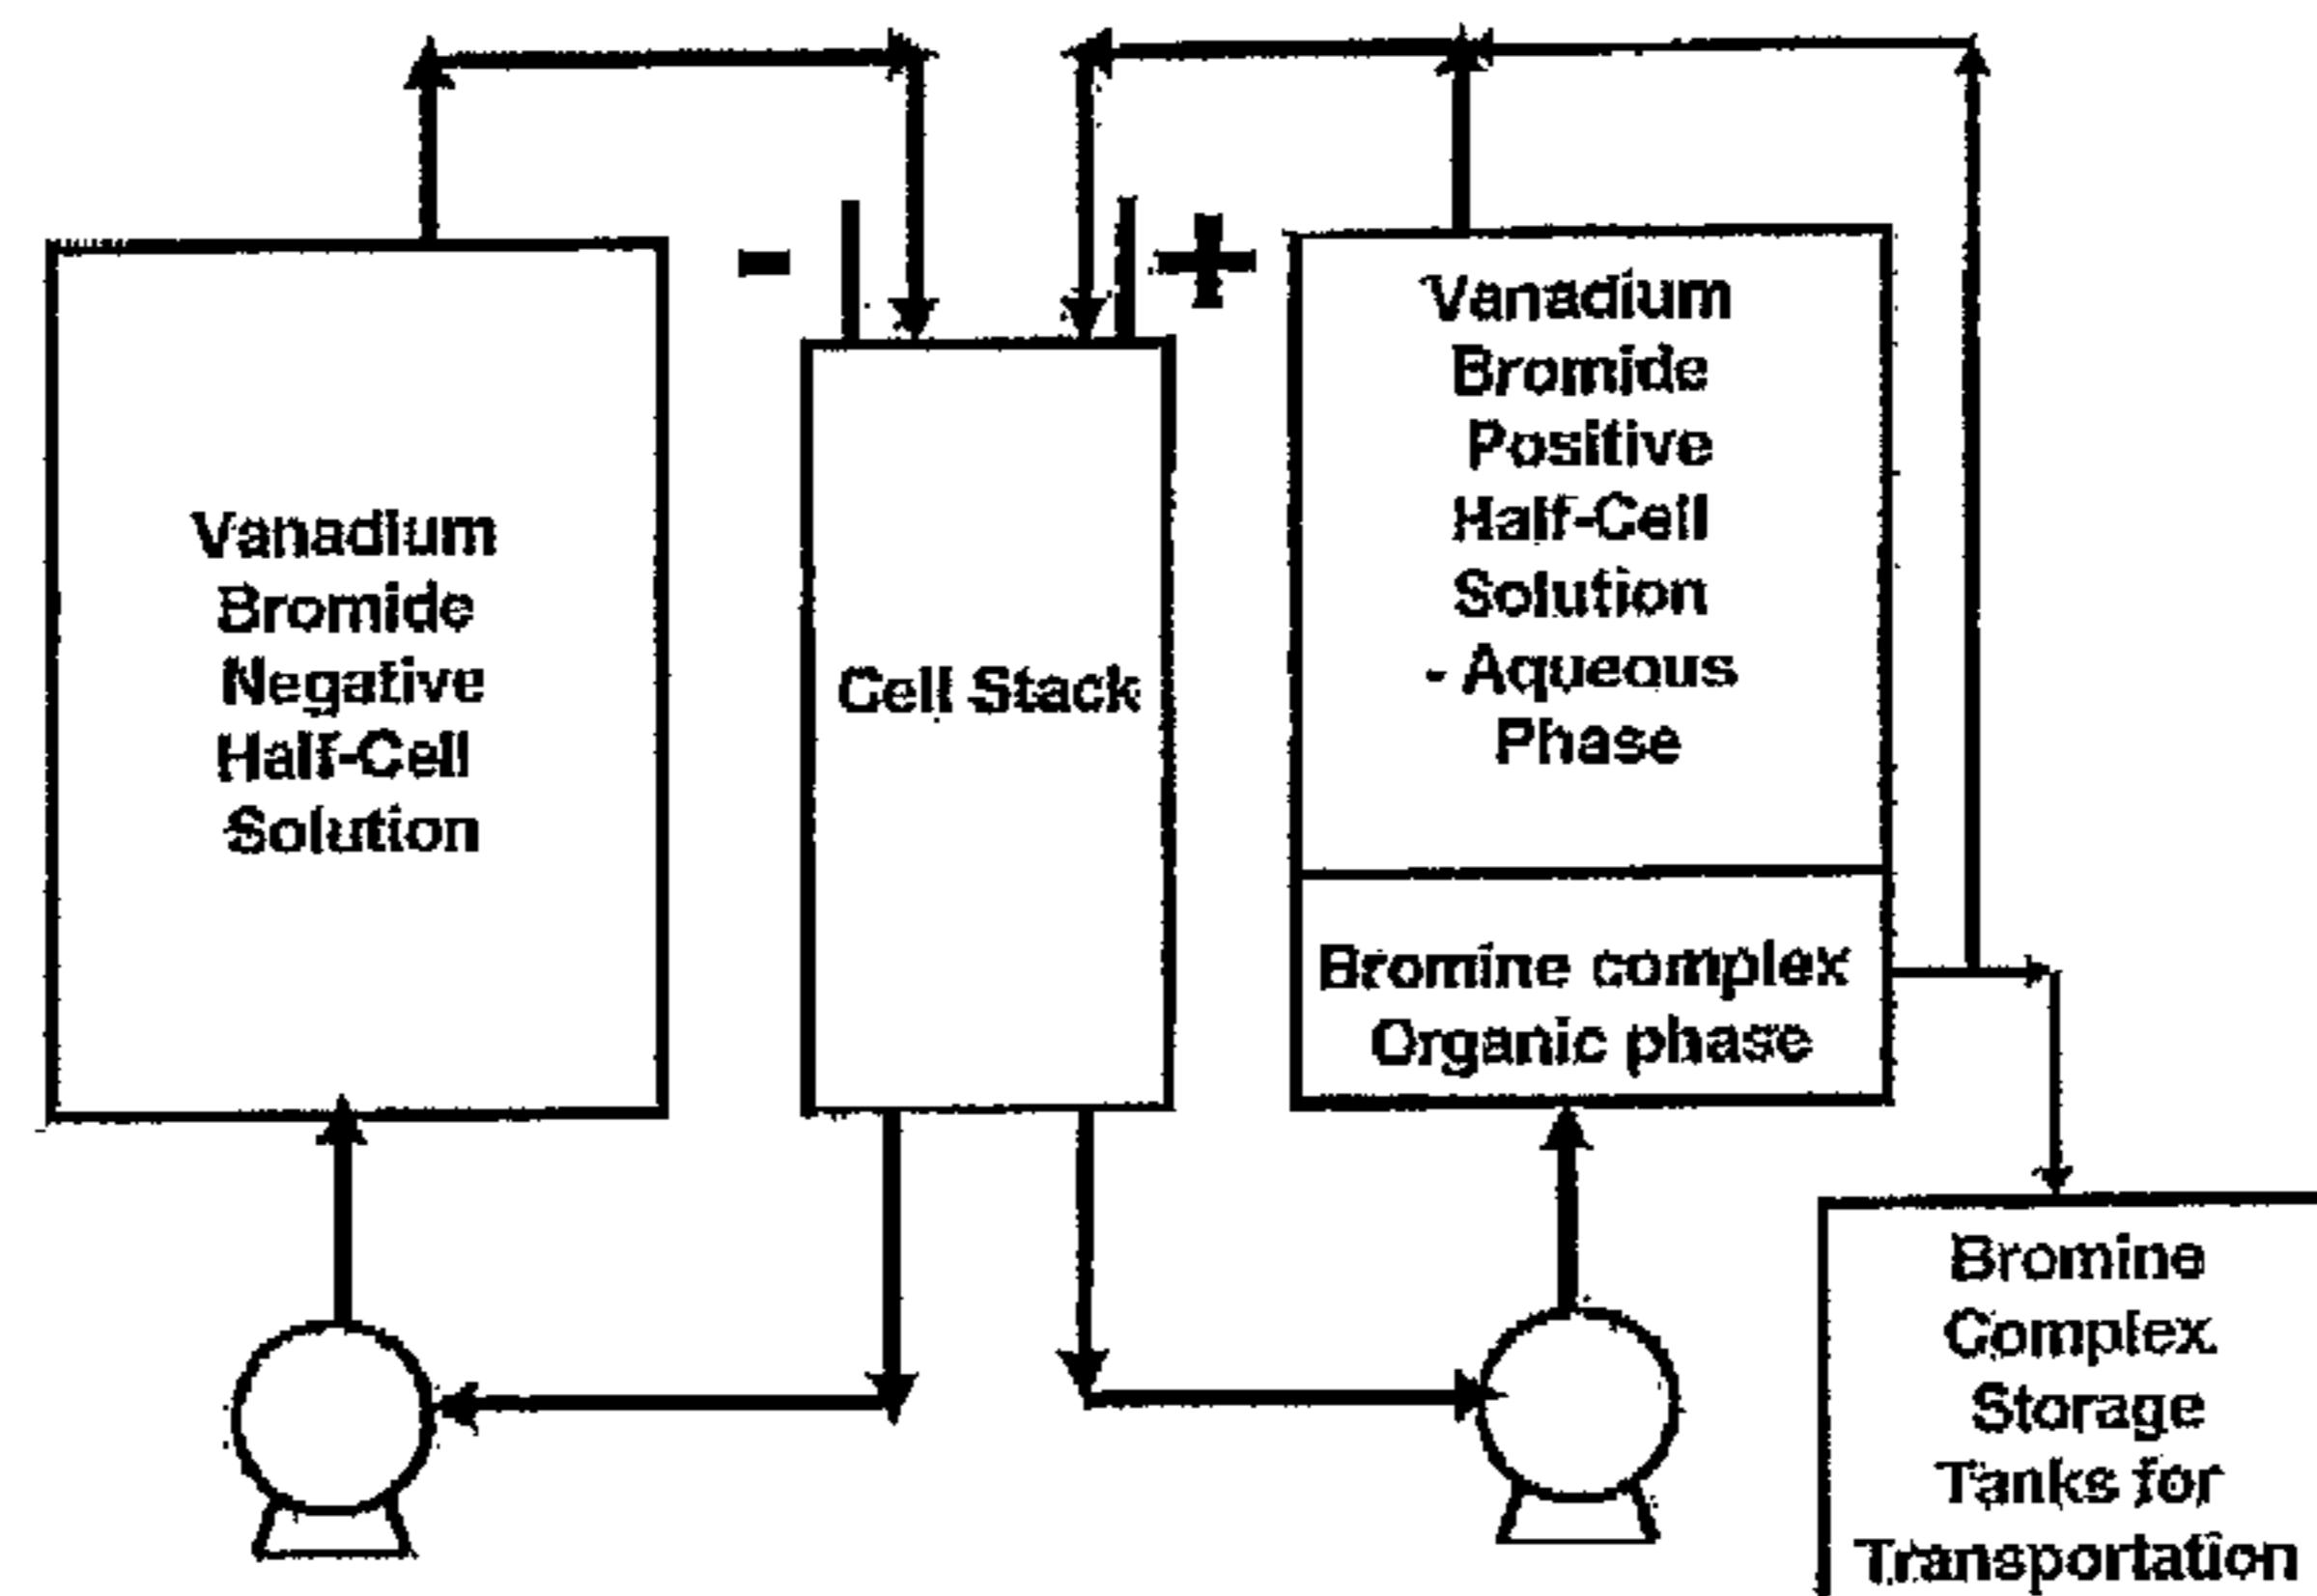 Vanadium
Bromide
Negative
Half-Cell
Solution
-
+
Cell Stack
Vanadium
Bromide
Positive
Half-Cell
Solution
- Aqueous
Phase
Bromine complex
Organic phase
Bromine
Complex
Storage
Tanks for
Transportation